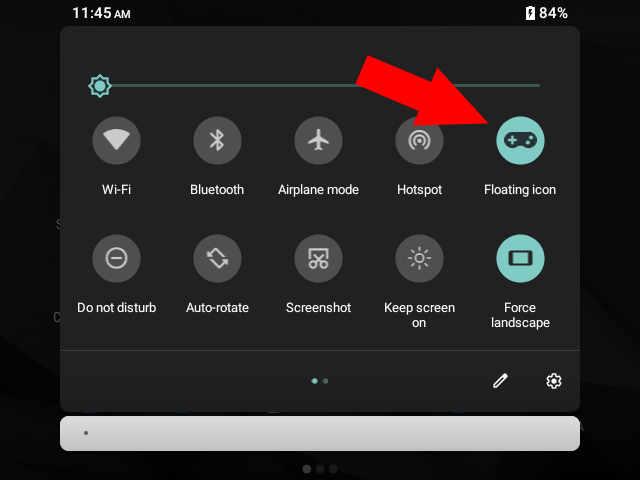 11:45 AM
84%
Wi-Fi
Bluetooth
Airplane mode
Hotspot
Floating icon
Do not disturb
Auto-rotate
Screenshot
Keep screen
on
Force
landscape